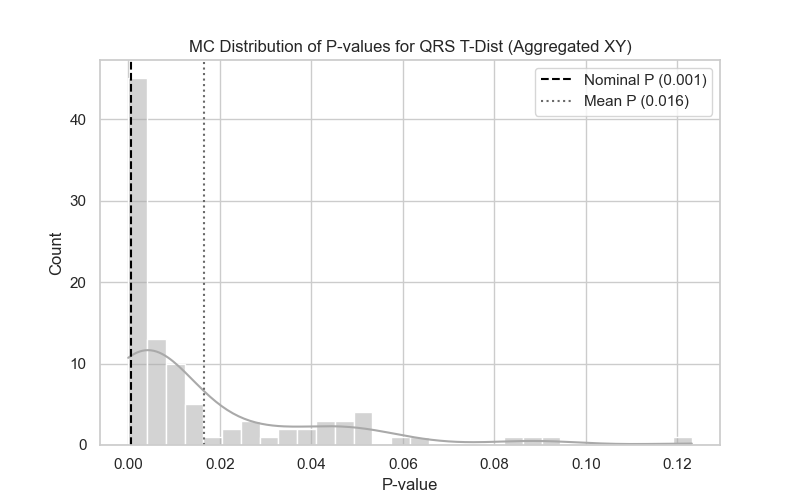 MC Distribution of P-values for QRS T-Dist (Aggregated XY)
Nominal P (0.001)
Mean P (0.016)
Count
40
30
20
10
0
0.00 0.02 0.04 0.06 0.08 0.10 0.12
P-value